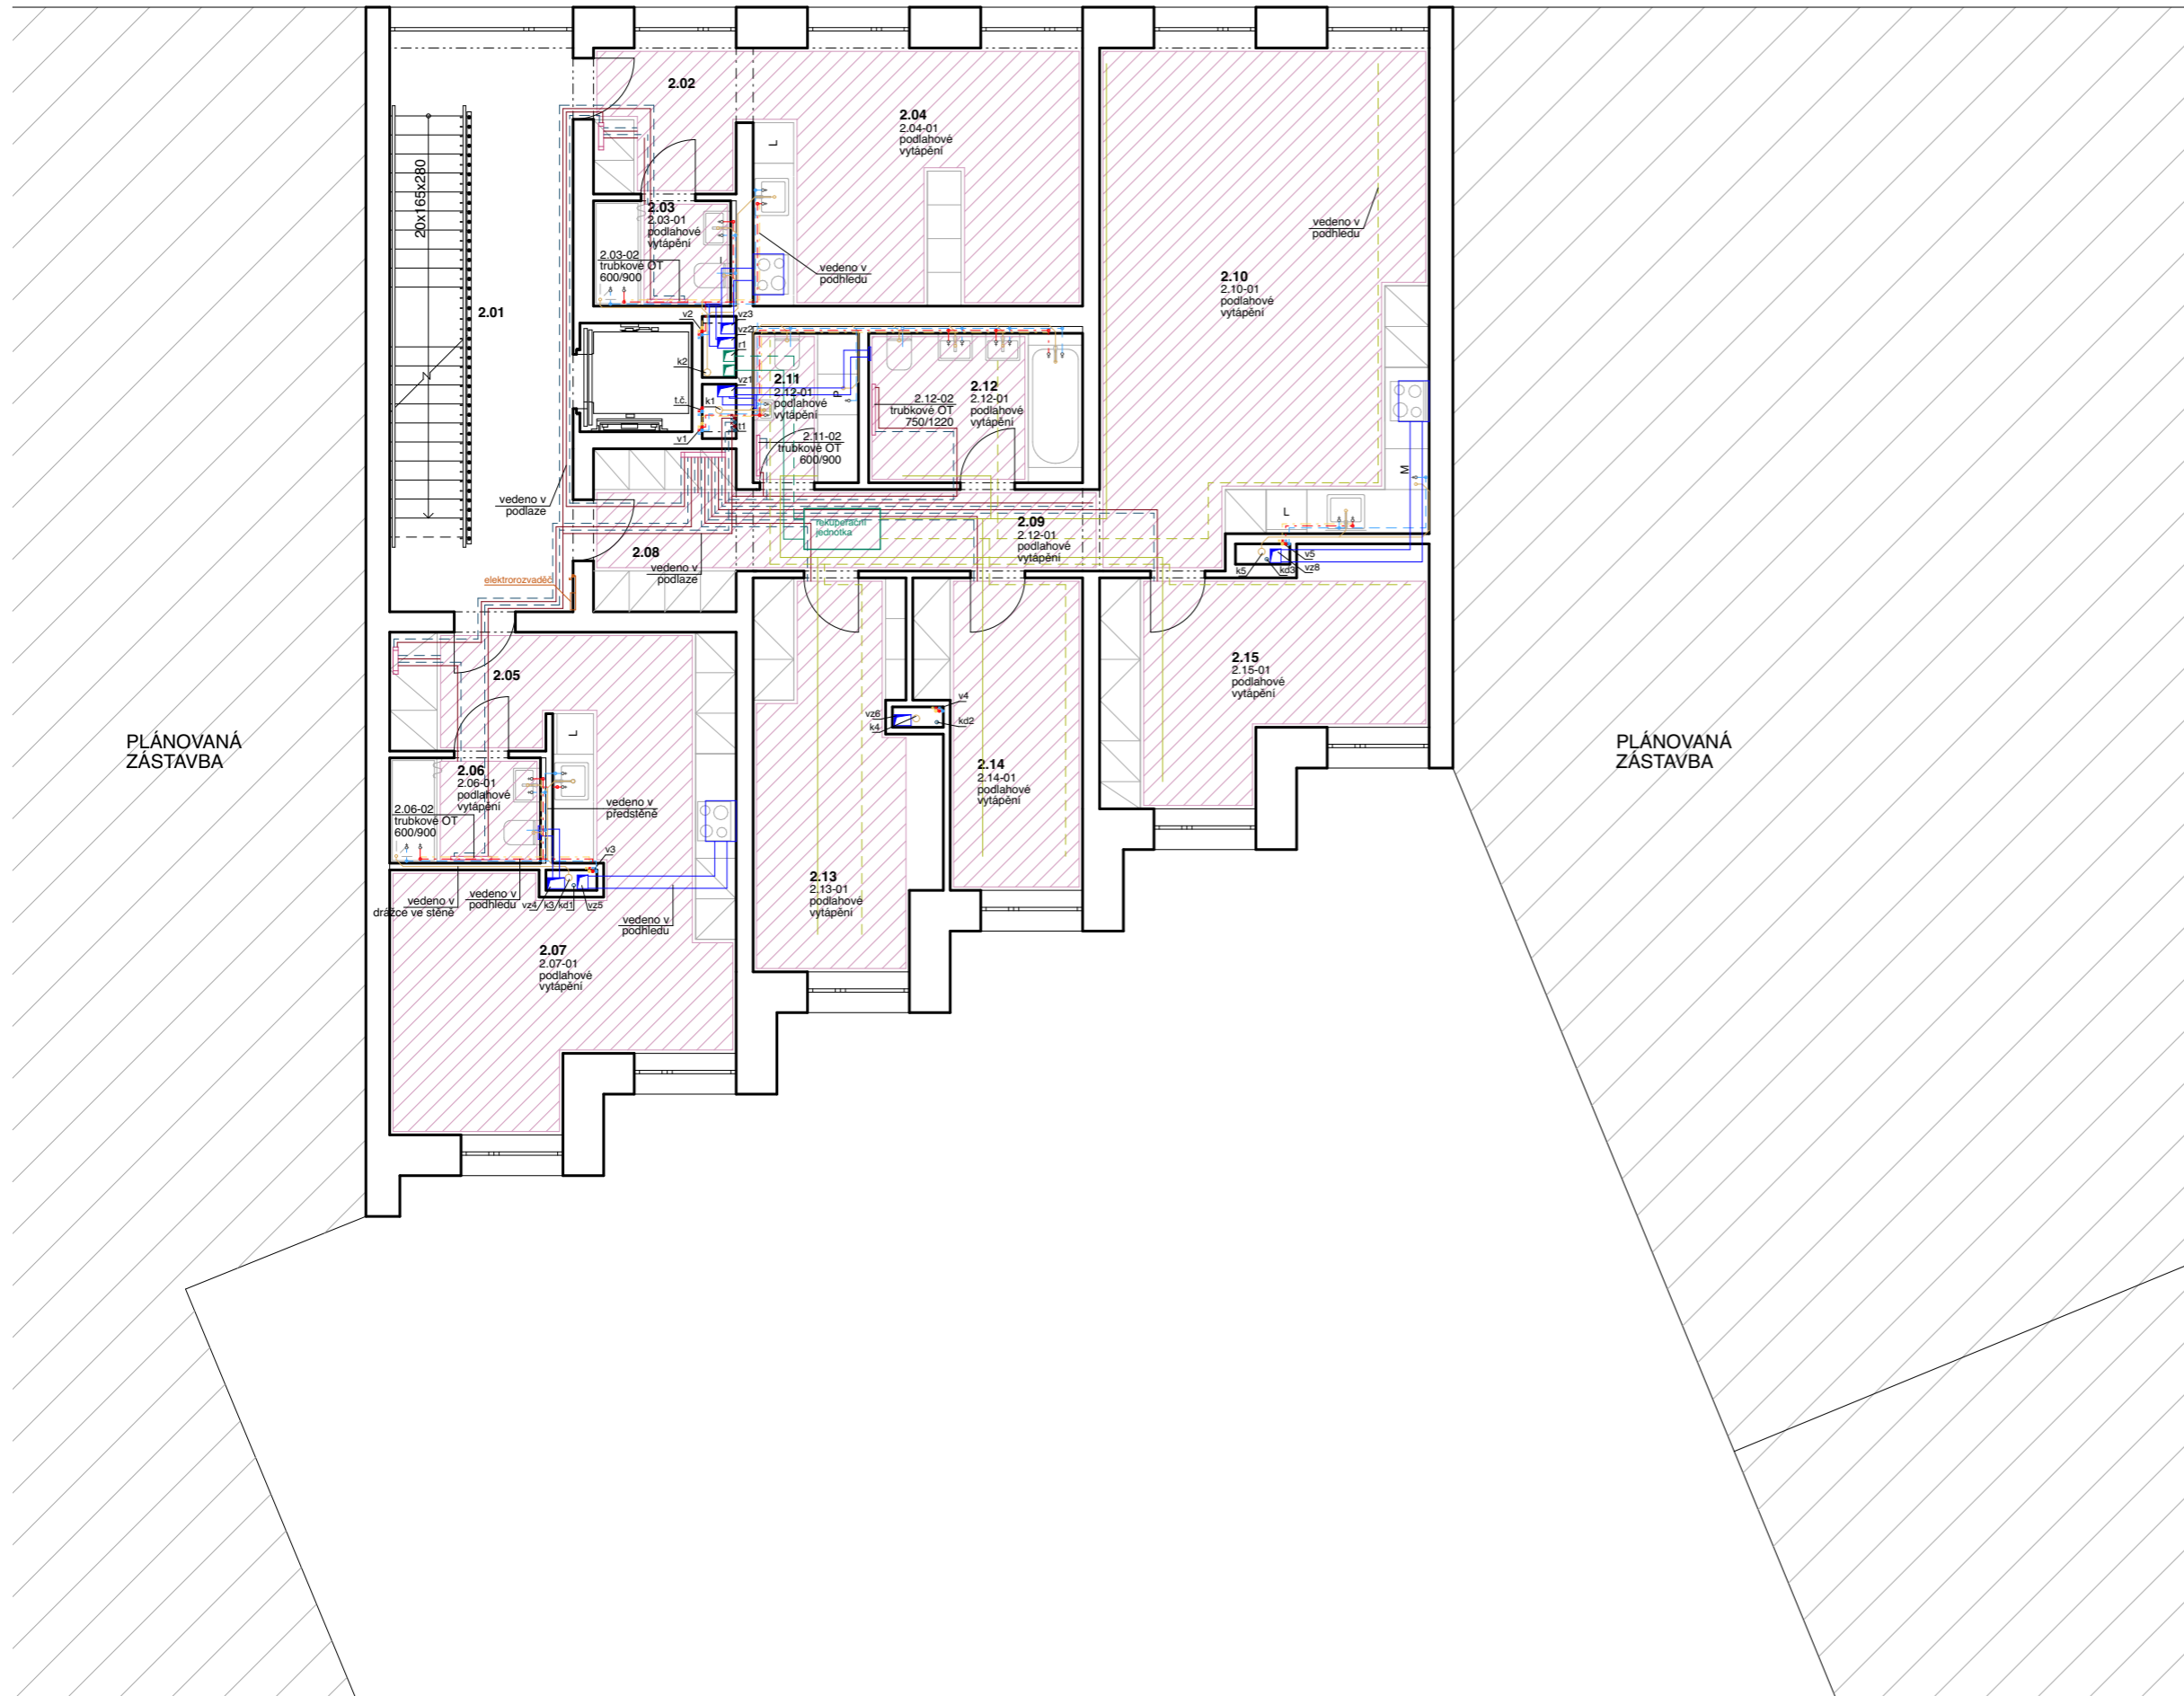 2.02
2.04
2.04-01
podlahové
vytápění
L
20x165x280
2.03
2.03-01
podlahové
vytápění
2.03-02
trubkové OT
600/900
vedeno v
podhledu
vedeno v
podhledu
2.10
2.10-01
podlahové
vytápění
2.01
v2
vz3
vz2
r1
k2
vz1
t.č.
k1
v1
t1
2.11
2.12-01
podlahové
vytápění
P
2.11-02
trubkové OT
600/900
2.12
2.12-01
podlahové
vytápění
2.12-02
trubkové OT
750/1220
M
L
vedeno v
podlaze
rekuperační
jednotka
2.09
2.12-01
podlahové
vytápění
2.08
vedeno v
podlaze
v5
k5
kd3
vz8
elektrorozvaděč
2.05
L
2.15
2.15-01
podlahové
vytápění
v4
vz6
k4
kd2
PLÁNOVANÁ
ZÁSTAVBA
PLÁNOVANÁ
ZÁSTAVBA
2.06
2.06-01
podlahové
vytápění
2.06-02
trubkové OT
600/900
vedeno v
předstěně
2.14
2.14-01
podlahové
vytápění
v3
vedeno v
drážce ve stěně
vedeno v
podhledu
vz4
k3
kd1
vz5
vedeno v
podhledu
2.13
2.13-01
podlahové
vytápění
2.07
2.07-01
podlahové
vytápění